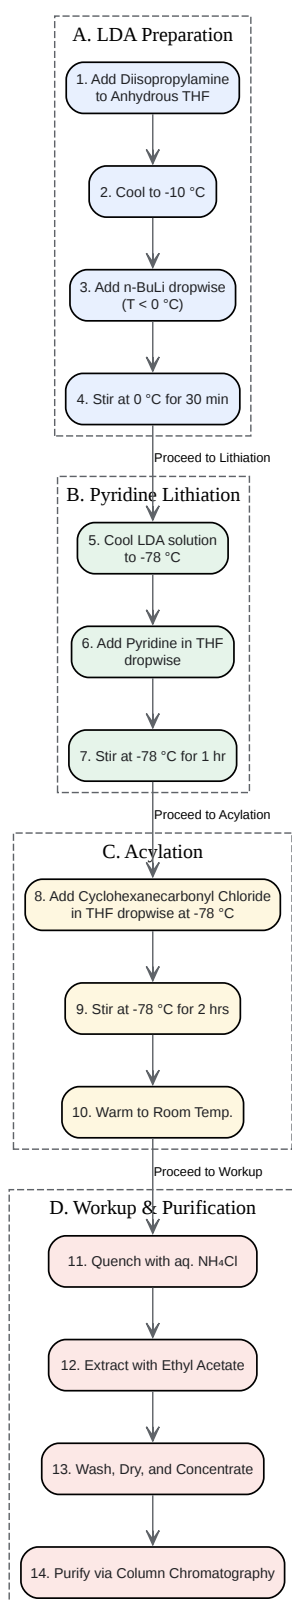 A. LDA Preparation
1. Add Diisopropylamine
to Anhydrous THF
2. Cool to -10 °C
3. Add n-BuLi dropwise
(T < 0 °C)
4. Stir at 0 °C for 30 min
Proceed to Lithiation
B. Pyridine Lithiation
5. Cool LDA solution
to -78 °C
6. Add Pyridine in THF
dropwise
7. Stir at -78 °C for 1 hr
Proceed to Acylation
C. Acylation
8. Add Cyclohexanecarbonyl Chloride
in THF dropwise at -78 °C
9. Stir at -78 °C for 2 hrs
10. Warm to Room Temp.
Proceed to Workup
D. Workup & Purification
11. Quench with aq. NH₄Cl
12. Extract with Ethyl Acetate
13. Wash, Dry, and Concentrate
14. Purify via Column Chromatography